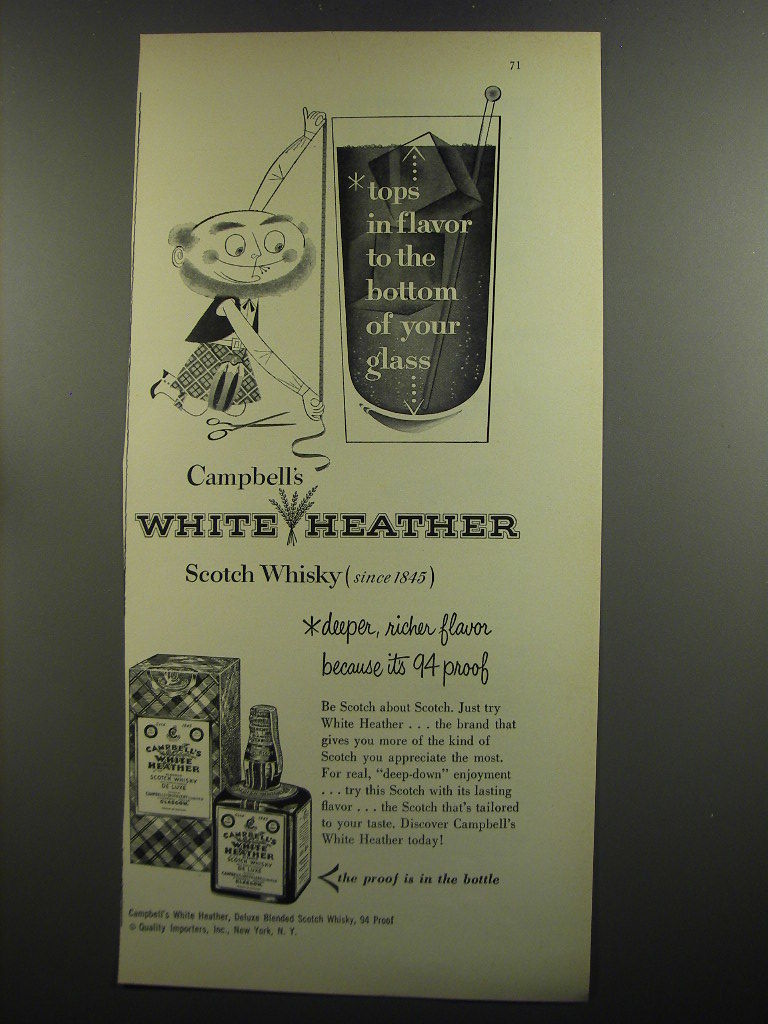 71
*tops
in flavor
to the
bottom
of your
glass
Campbell's
WHITE HEATHER
Scotch Whisky (since 1845)
*deeper, richer flavor
because it's 94 proof
Be Scotch about Scotch. Just try
White Heather . . . the brand that
gives you more of the kind of
Scotch you appreciate the most.
For real, "deep-down" enjoyment
. . . try this Scotch with its lasting
flavor . . . the Scotch that's tailored
to your taste. Discover Campbell's
White Heather today!
the proof is in the bottle
CAMPBELL'S
WHITE
HEATHER
SCOTCH WHISKY
DE LUXE
GLASGOW
CAMPBELL'S
WHITE
HEATHER
SCOTCH WHISKY
DE LUXE
GLASGOW
Campbell's White Heather, Deluxe Blended Scotch Whisky, 94 Proof
© Quality Importers, Inc., New York, N. Y.